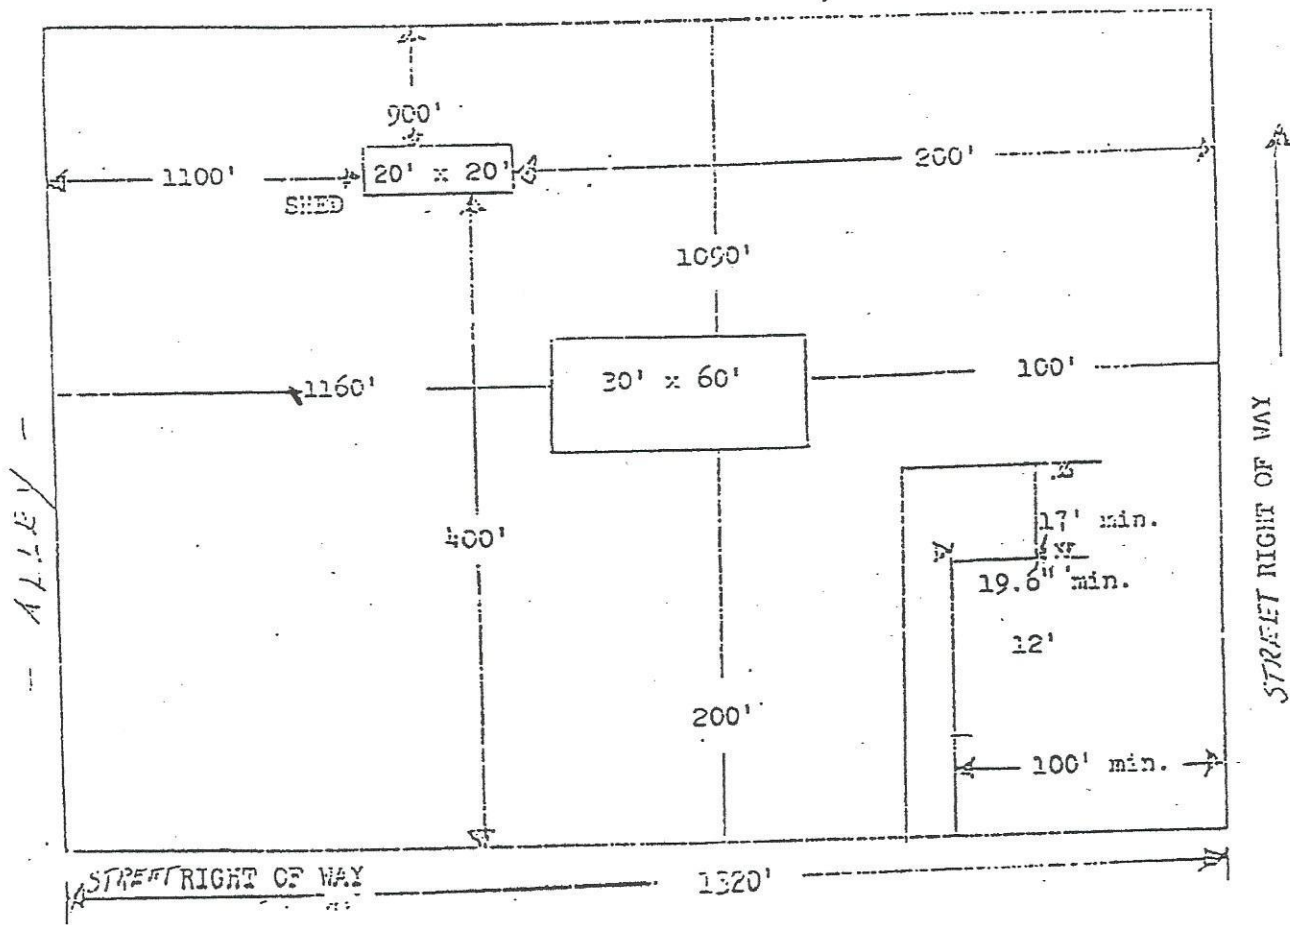 900'
1100'
20' x 20'
200'
SHED
1090'
1160'
30' x 60'
100'
- ALLEY -
STREET RIGHT OF WAY
400'
17' min.
19.6" min.
12'
200'
100' min.
STREET RIGHT OF WAY
1320'